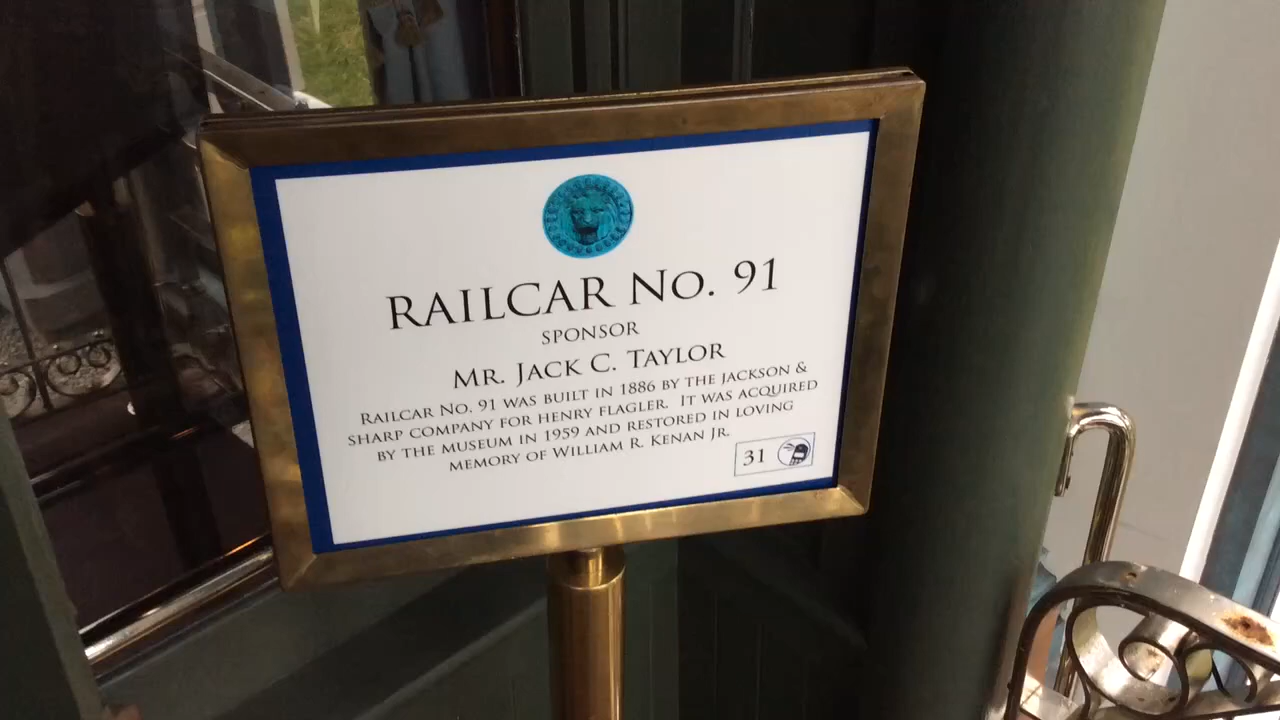 RAILCAR No. 91
SPONSOR
MR. JACK C. TAYLOR
RAILCAR NO. 91 WAS BUILT IN 1886 BY THE JACKSON &
SHARP COMPANY FOR HENRY FLAGLER. IT WAS ACQUIRED
BY THE MUSEUM IN 1959 AND RESTORED IN LOVING
MEMORY OF WILLIAM R. KENAN JR.
31